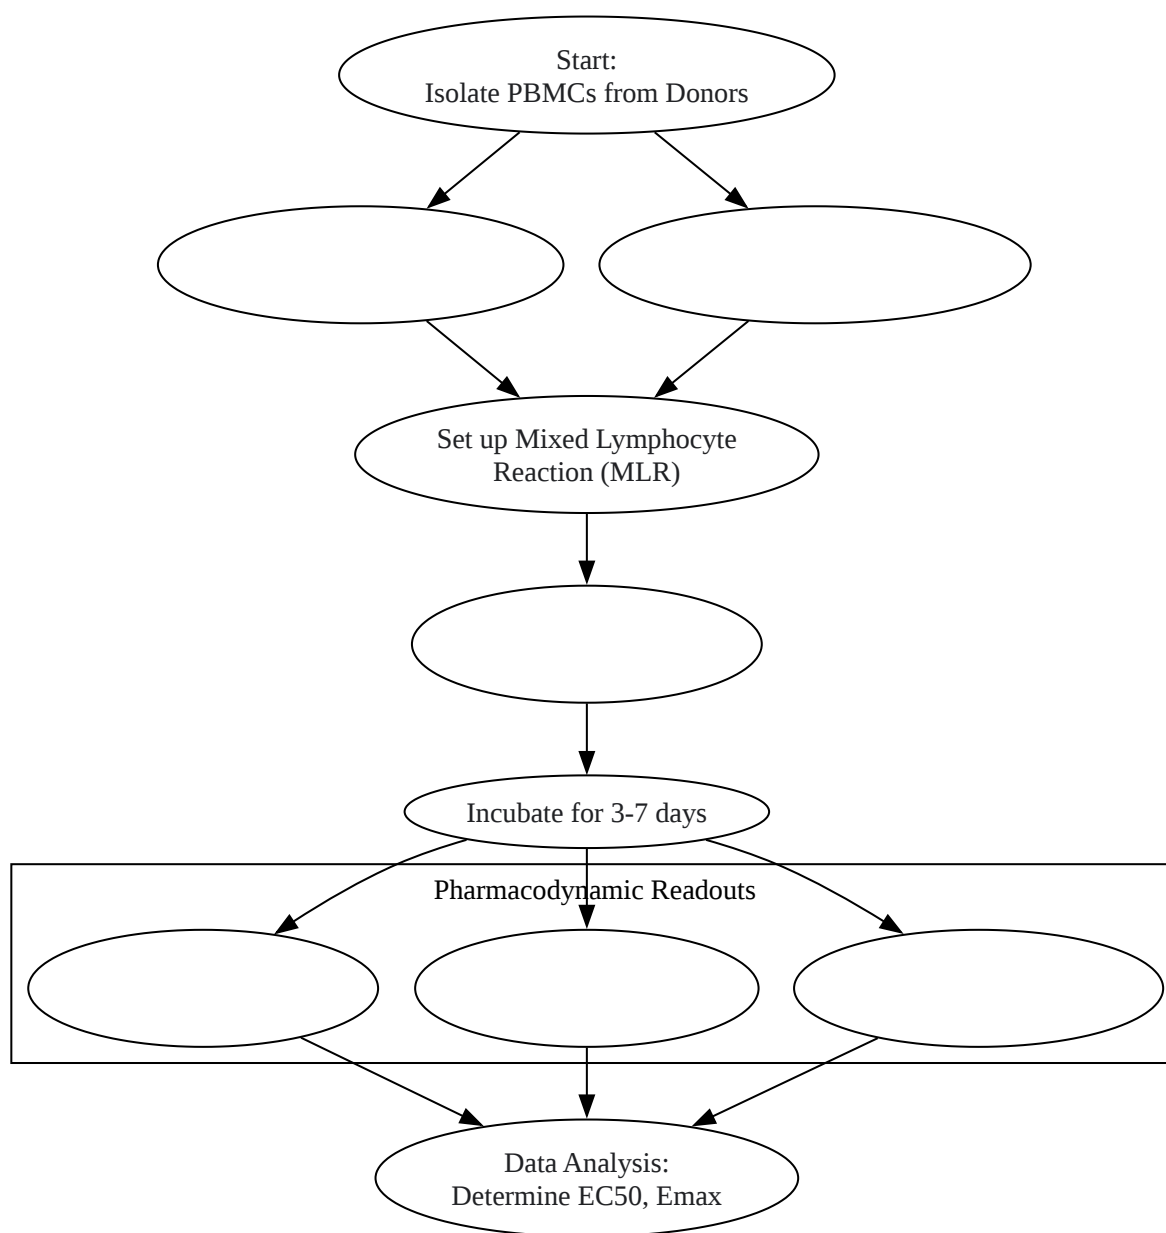 Start:
Isolate PBMCs from Donors
Set up Mixed Lymphocyte
Reaction (MLR)
Incubate for 3-7 days
Pharmacodynamic Readouts
Data Analysis:
Determine EC50, Emax